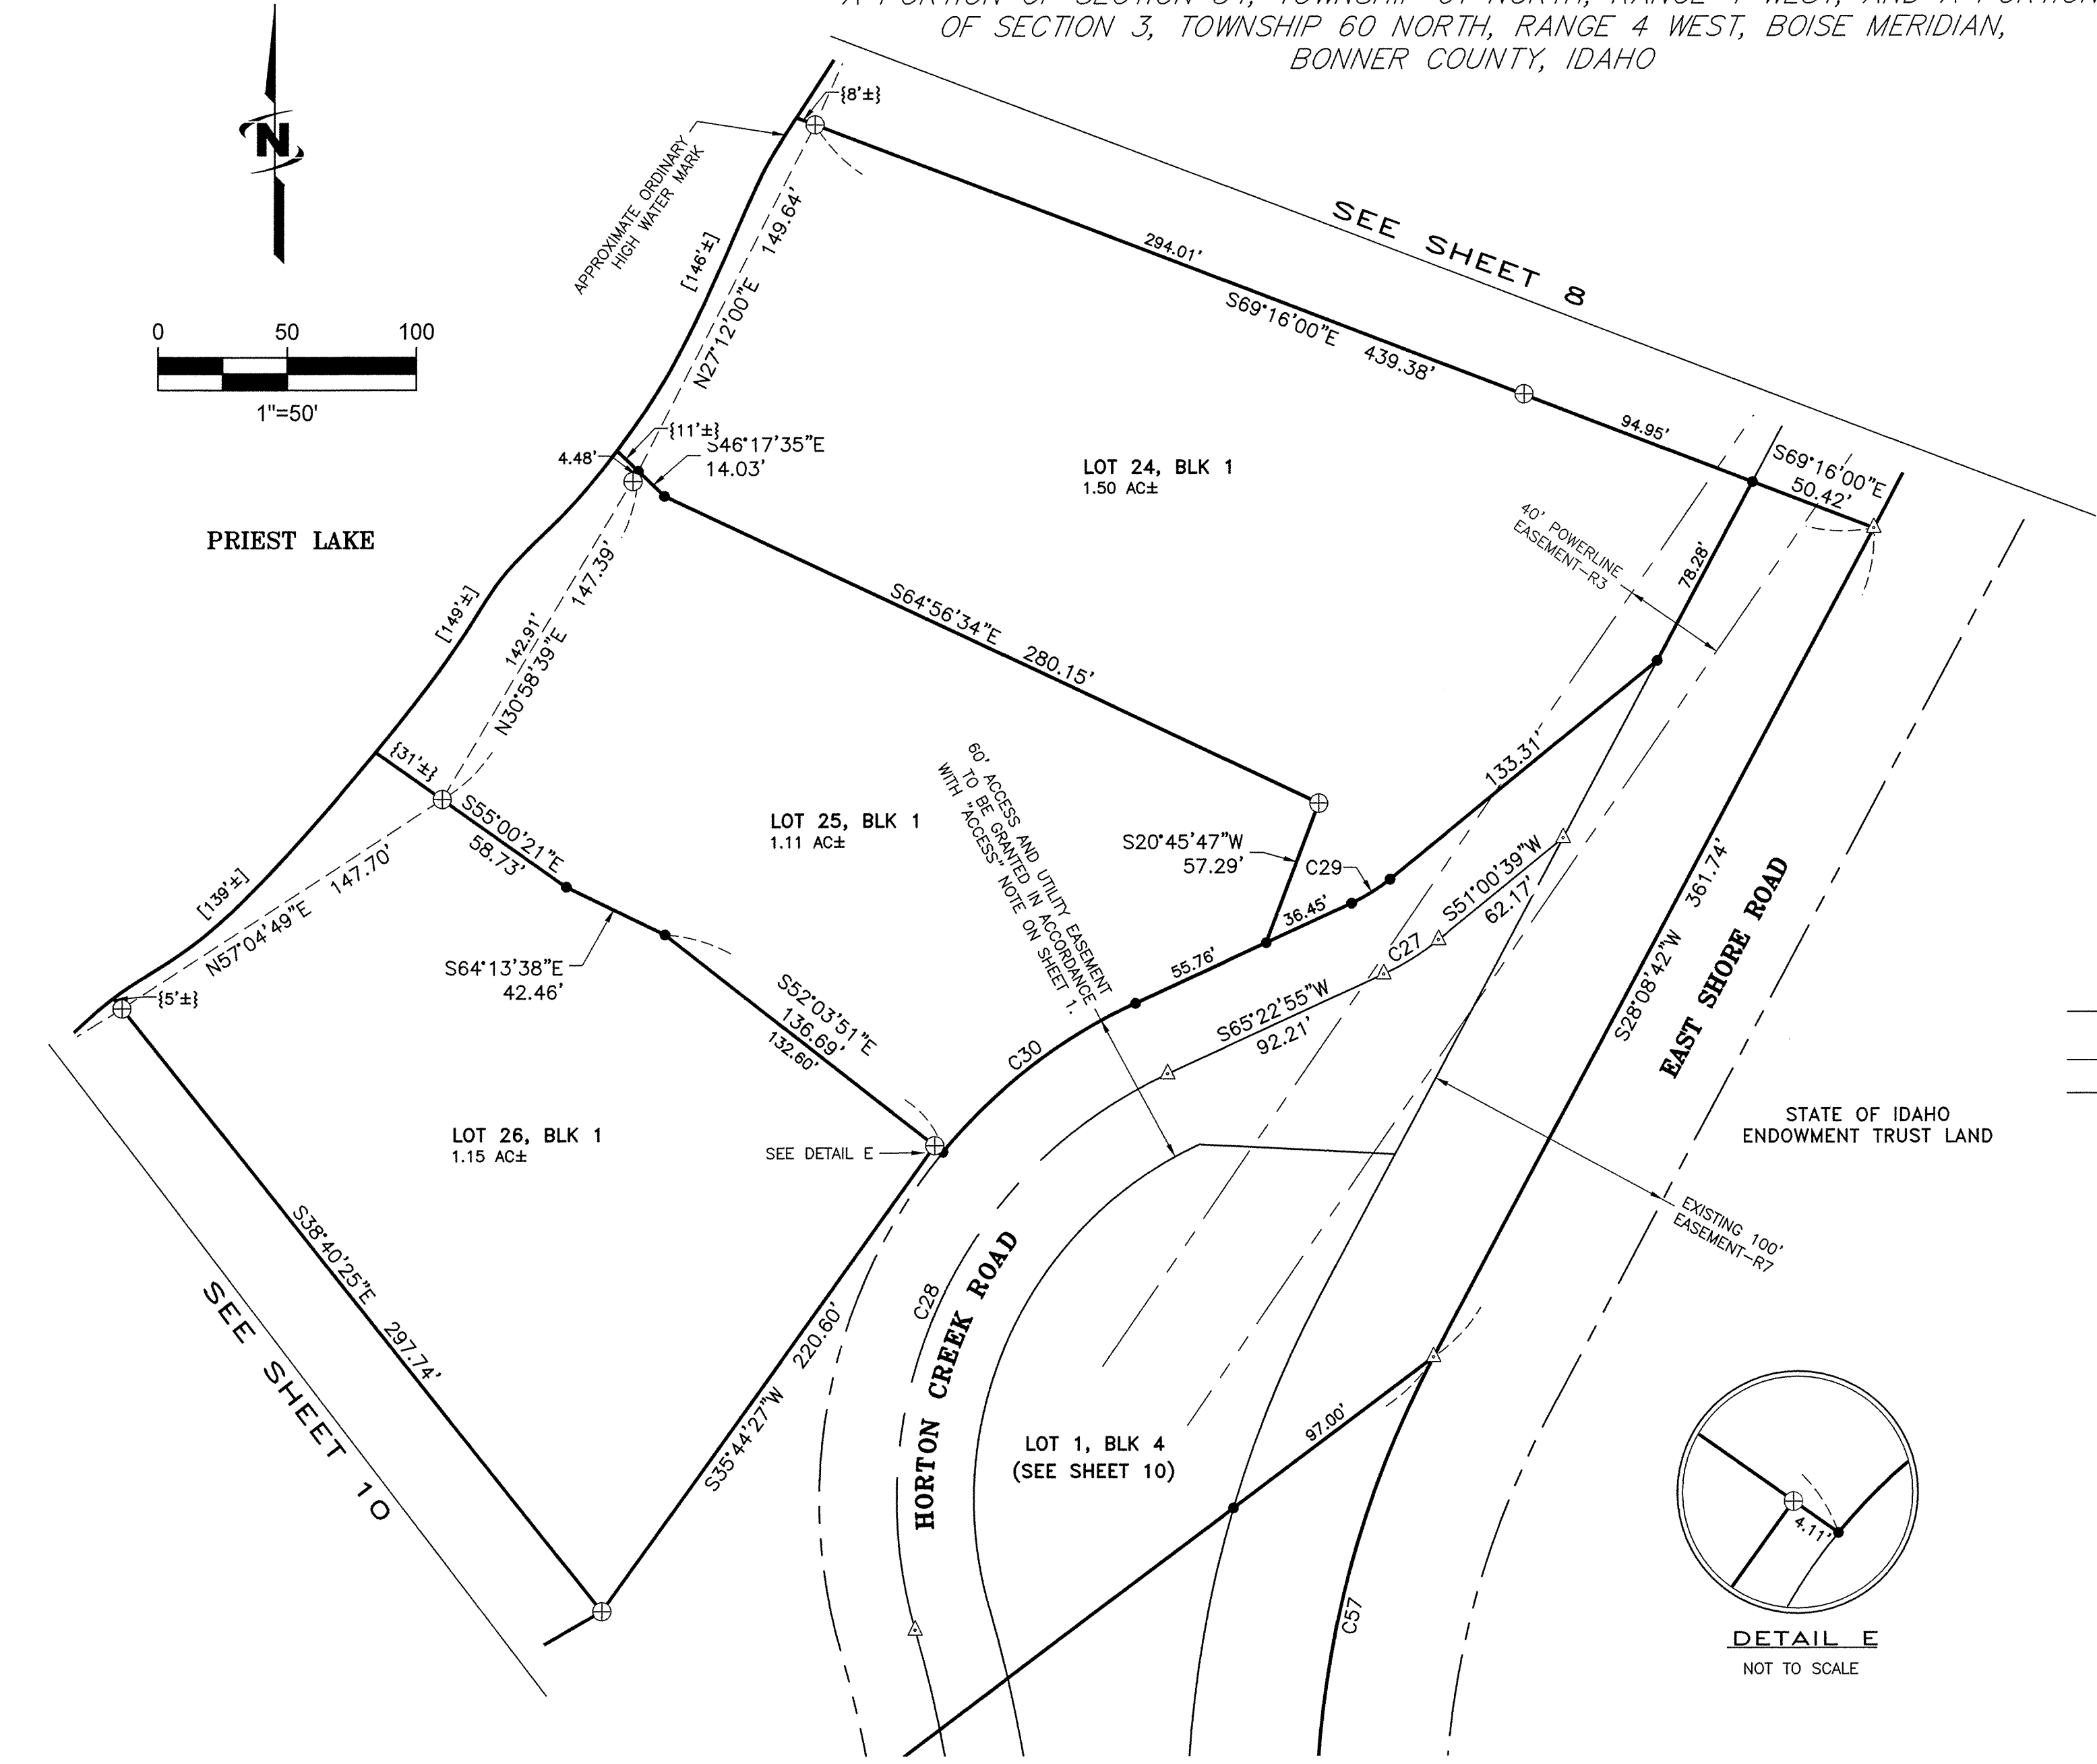 OF SECTION 3, TOWNSHIP 60 NORTH, RANGE 4 WEST, BOISE MERIDIAN,
BONNER COUNTY, IDAHO
N
0 50 100
1"=50'
{8'±}
APPROXIMATE ORDINARY
HIGH WATER MARK
[146'±]
N27°12'00"E 149.64'
SEE SHEET 8
294.01'
S69°16'00"E 439.38'
94.95'
S69°16'00"E
50.42'
{11'±}
4.48'
S46°17'35"E
14.03'
LOT 24, BLK 1
1.50 AC±
40' POWERLINE
EASEMENT-R3
78.28'
PRIEST LAKE
[149'±]
142.91'
N30°58'39"E 147.39'
S64°56'34"E 280.15'
133.31'
{31'±}
S55°00'21"E
58.73'
LOT 25, BLK 1
1.11 AC±
60' ACCESS AND UTILITY EASEMENT
TO BE GRANTED IN ACCORDANCE
WITH "ACCESS" NOTE ON SHEET 1.
S20°45'47"W
57.29'
C29
36.45'
S51°00'39"W
62.17'
C27
S28°08'42"W 361.74'
EAST SHORE ROAD
[139'±]
N57°04'49"E 147.70'
{5'±}
S64°13'38"E
42.46'
S52°03'51"E
136.69'
132.60'
55.76'
C30
S65°22'55"W
92.21'
STATE OF IDAHO
ENDOWMENT TRUST LAND
LOT 26, BLK 1
1.15 AC±
SEE DETAIL E
EXISTING 100'
EASEMENT-R7
S38°40'25"E 297.74'
SEE SHEET 10
S35°44'27"W 220.60'
C28
HORTON CREEK ROAD
LOT 1, BLK 4
(SEE SHEET 10)
97.00'
C57
4.11'
DETAIL E
NOT TO SCALE